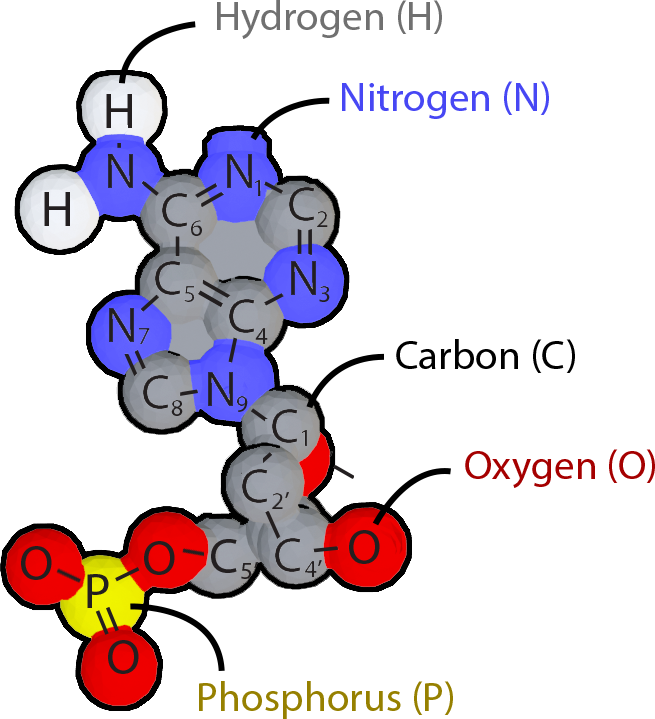 Hydrogen (H)
Nitrogen (N)
H
H
N
N1
C6
C2
C5
N3
N7
C4
C8
N9
Carbon (C)
C1
Oxygen (O)
C2'
O
O
C5
C4'
O
P
O
Phosphorus (P)